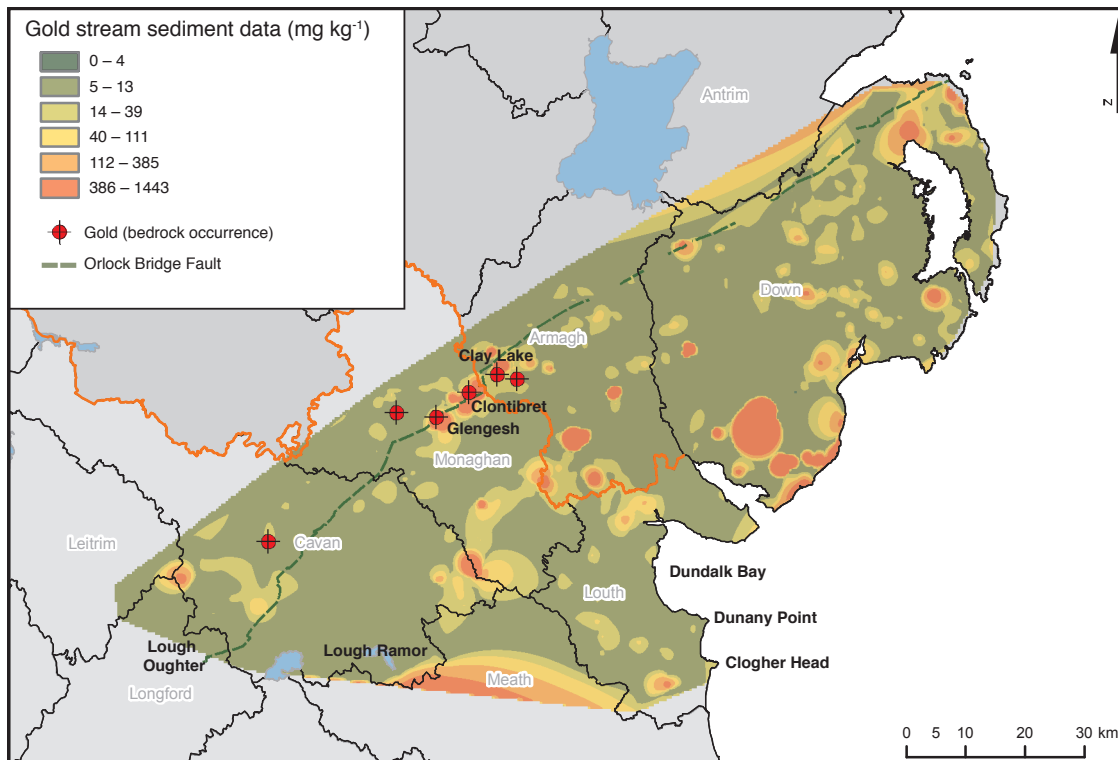 Gold stream sediment data (mg kg⁻¹)
0 – 4
5 – 13
14 – 39
40 – 111
112 – 385
386 – 1443
Gold (bedrock occurrence)
Orlock Bridge Fault
Antrim
N
Down
Armagh
Clay Lake
Clontibret
Glengesh
Monaghan
Leitrim
Cavan
Dundalk Bay
Louth
Dunany Point
Lough
Oughter
Lough Ramor
Clogher Head
Meath
Longford
0 5 10 20 30 km